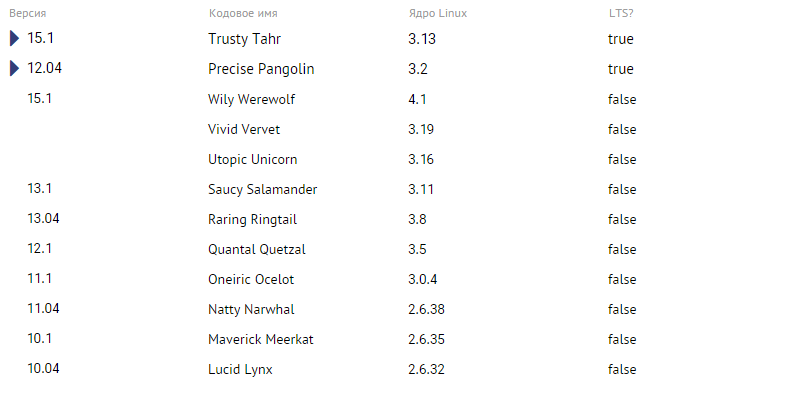 Версия Кодовое имя Ядро Linux LTS?
15.1 Trusty Tahr 3.13 true
12.04 Precise Pangolin 3.2 true
15.1 Wily Werewolf 4.1 false
Vivid Vervet 3.19 false
Utopic Unicorn 3.16 false
13.1 Saucy Salamander 3.11 false
13.04 Raring Ringtail 3.8 false
12.1 Quantal Quetzal 3.5 false
11.1 Oneiric Ocelot 3.0.4 false
11.04 Natty Narwhal 2.6.38 false
10.1 Maverick Meerkat 2.6.35 false
10.04 Lucid Lynx 2.6.32 false